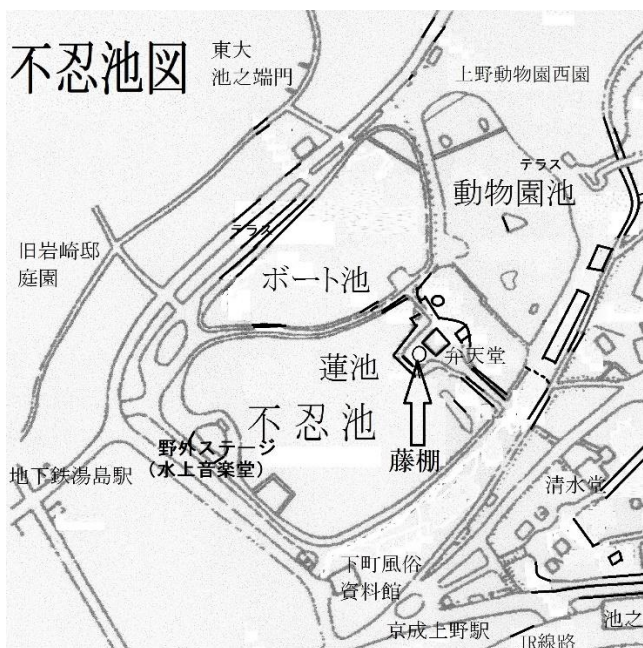 不忍池図
東大
池之端門
上野動物園西園
テラス
動物園池
テラス
旧岩崎邸
庭園
ボート池
蓮池
弁天堂
不忍池
藤棚
野外ステージ
(水上音楽堂)
地下鉄湯島駅
清水堂
下町風俗
資料館
京成上野駅
池之
JR線路